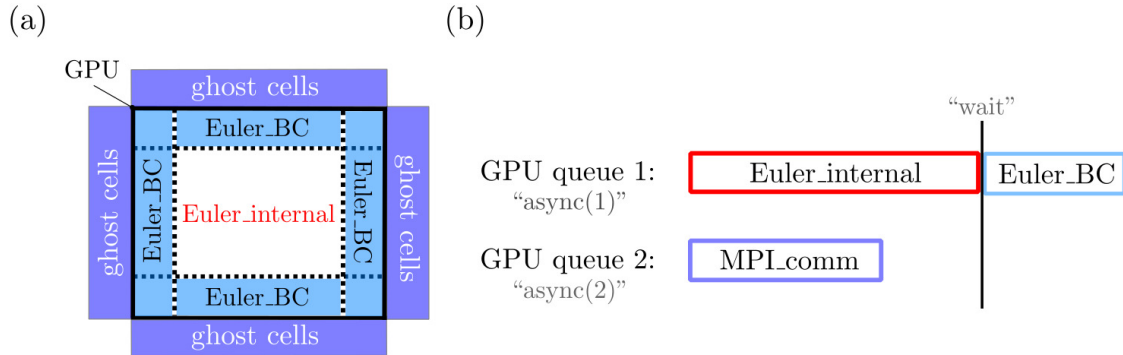 (a)
GPU
ghost cells
Euler_BC
ghost cells
Euler_BC
Euler_internal
Euler_BC
ghost cells
Euler_BC
ghost cells
(b)
“wait”
GPU queue 1:
“async(1)”
Euler_internal
Euler_BC
GPU queue 2:
“async(2)”
MPI_comm